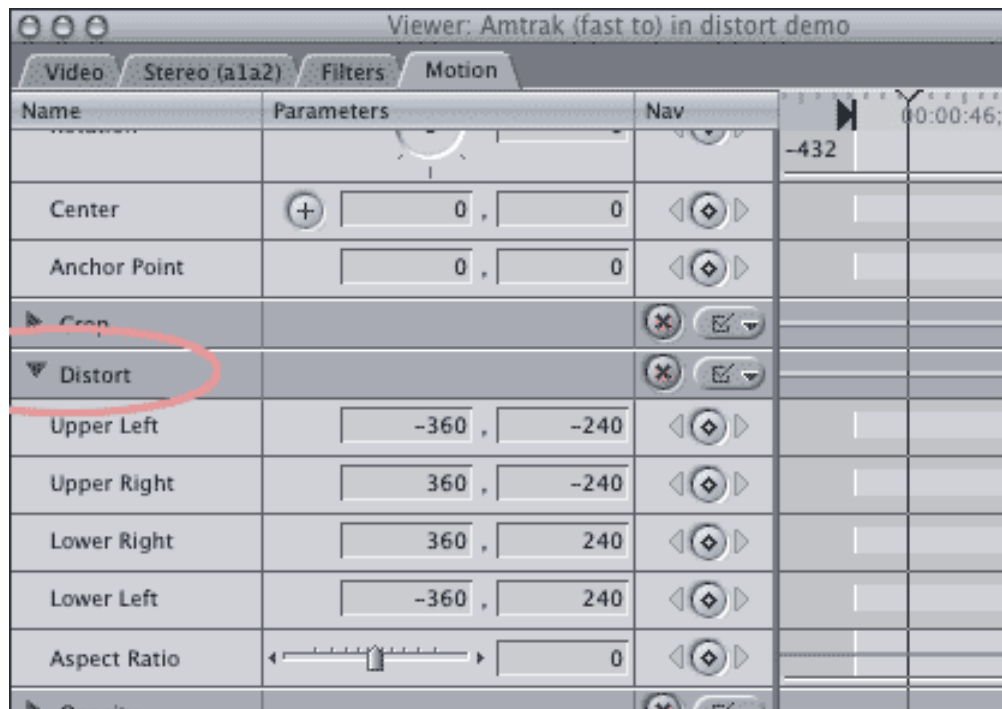 Viewer: Amtrak (fast to) in distort demo
Video Stereo (a1a2) Filters Motion
Name Parameters Nav 00:00:46;
Rotation 0 -432
Center 0 , 0
Anchor Point 0 , 0
Crop
Distort
Upper Left -360 , -240
Upper Right 360 , -240
Lower Right 360 , 240
Lower Left -360 , 240
Aspect Ratio 0